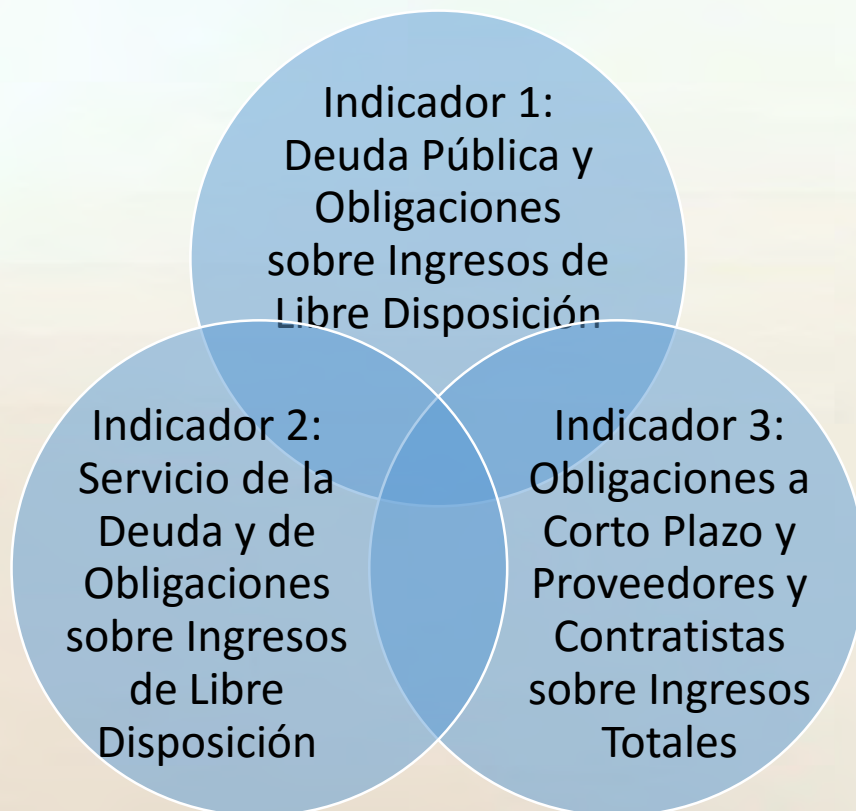 Indicador 1:
Deuda Pública y
Obligaciones
sobre Ingresos de
Libre Disposición
Indicador 2:
Servicio de la
Deuda y de
Obligaciones
sobre Ingresos
de Libre
Disposición
Indicador 3:
Obligaciones a
Corto Plazo y
Proveedores y
Contratistas
sobre Ingresos
Totales